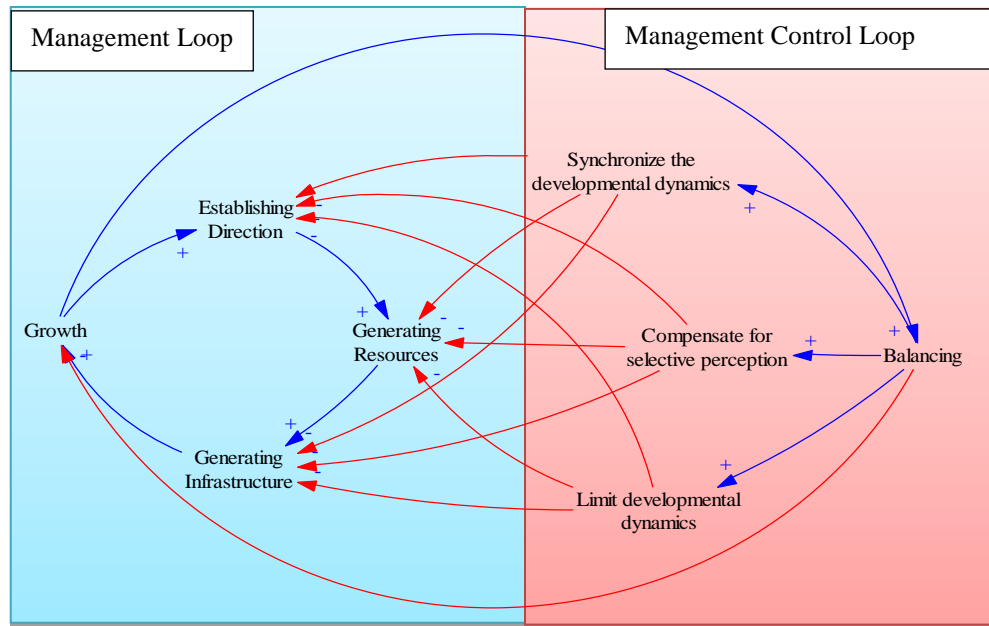 Management Loop
Management Control Loop
Synchronize the
developmental dynamics
+
Establishing
Direction
-
-
-
+
+
Growth
-
+
Generating
Resources
-
-
-
Compensate for
selective perception
+
+
Balancing
+
-
-
-
Generating
Infrastructure
+
Limit developmental
dynamics